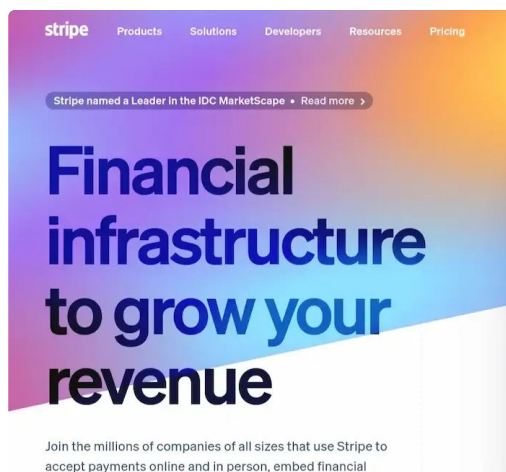 stripe Products Solutions Developers Resources Pricing
Stripe named a Leader in the IDC MarketScape • Read more >
Financial
infrastructure
to grow your
revenue
Join the millions of companies of all sizes that use Stripe to
accept payments online and in person, embed financial